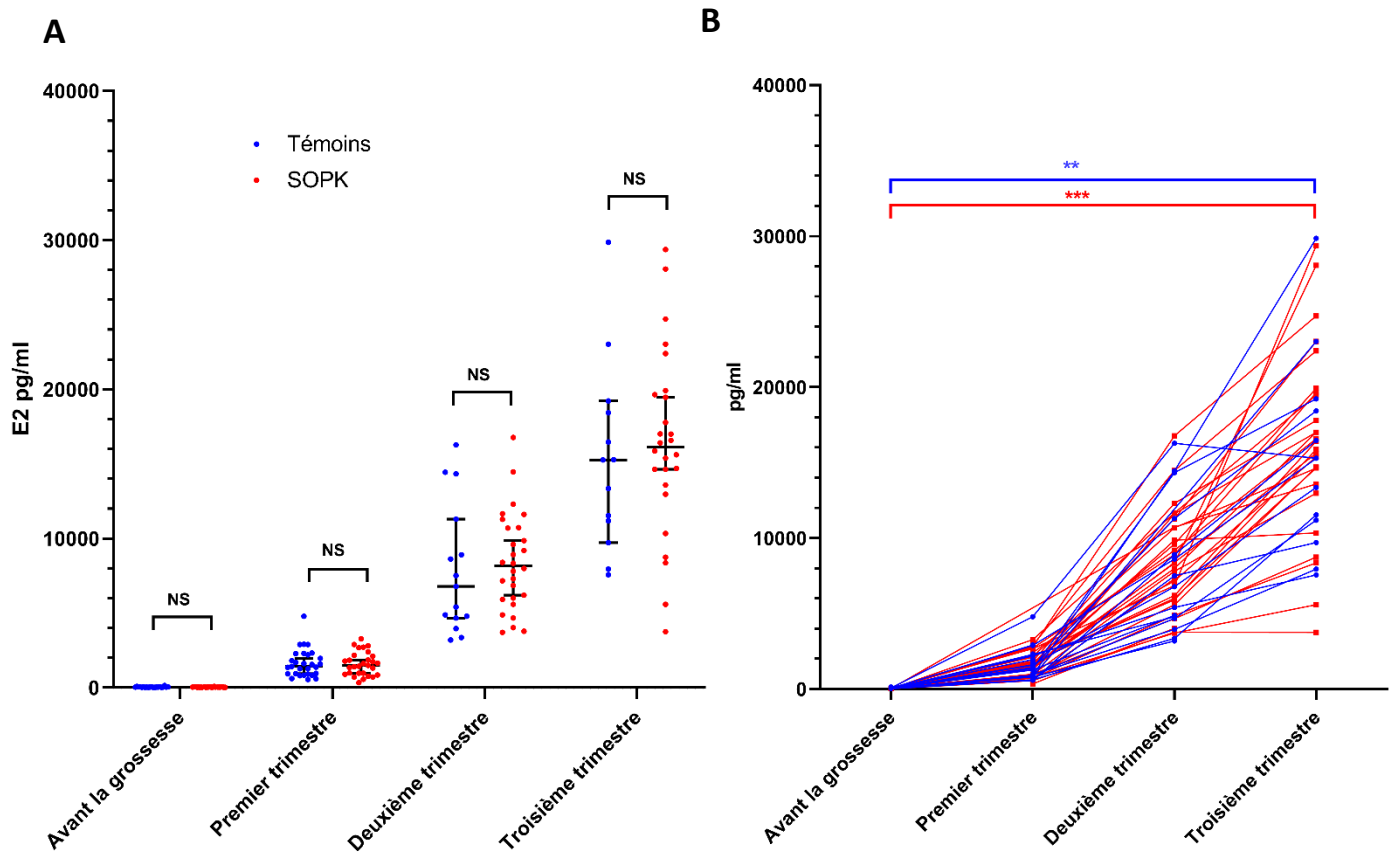 A
40000
30000
20000
10000
0
E2 pg/ml
Témoins
SOPK
NS
NS
NS
NS
Avant la grossesse
Premier trimestre
Deuxième trimestre
Troisième trimestre
B
40000
30000
20000
10000
0
pg/ml
**
***
Avant la grossesse
Premier trimestre
Deuxième trimestre
Troisième trimestre